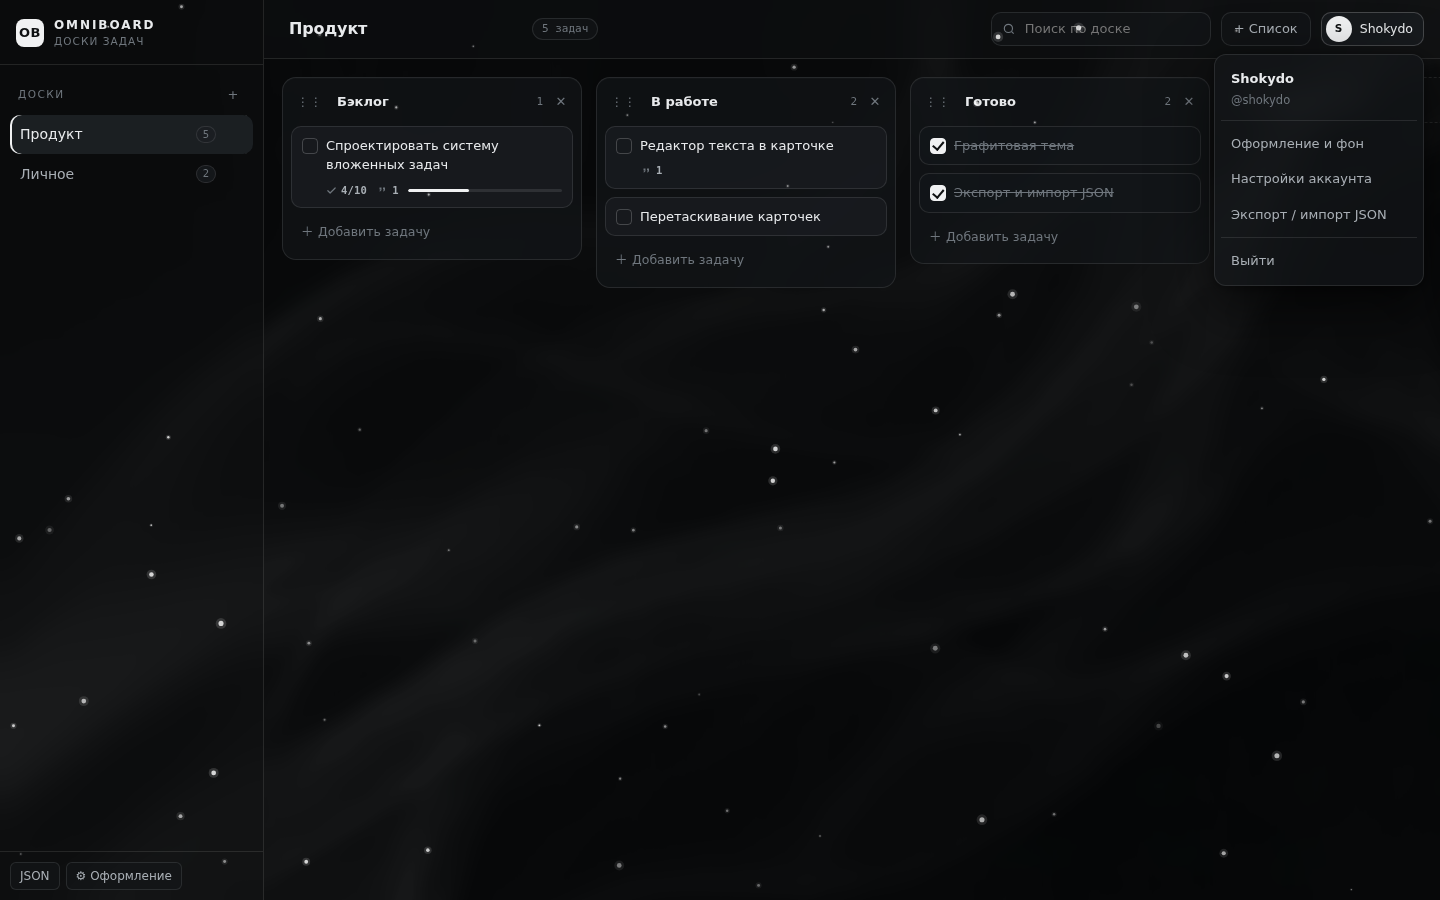 OB
OMNIBOARD
ДОСКИ ЗАДАЧ
ДОСКИ
+
Продукт 5
Личное 2
JSON
⚙ Оформление
Продукт
5 задач
Поиск по доске
+ Список
S Shokydo
Бэклог 1 ✕
Спроектировать систему
вложенных задач
4/10 ” 1
+ Добавить задачу
В работе 2 ✕
Редактор текста в карточке
” 1
Перетаскивание карточек
+ Добавить задачу
Готово 2 ✕
Графитовая тема
Экспорт и импорт JSON
+ Добавить задачу
Shokydo
@shokydo
Оформление и фон
Настройки аккаунта
Экспорт / импорт JSON
Выйти